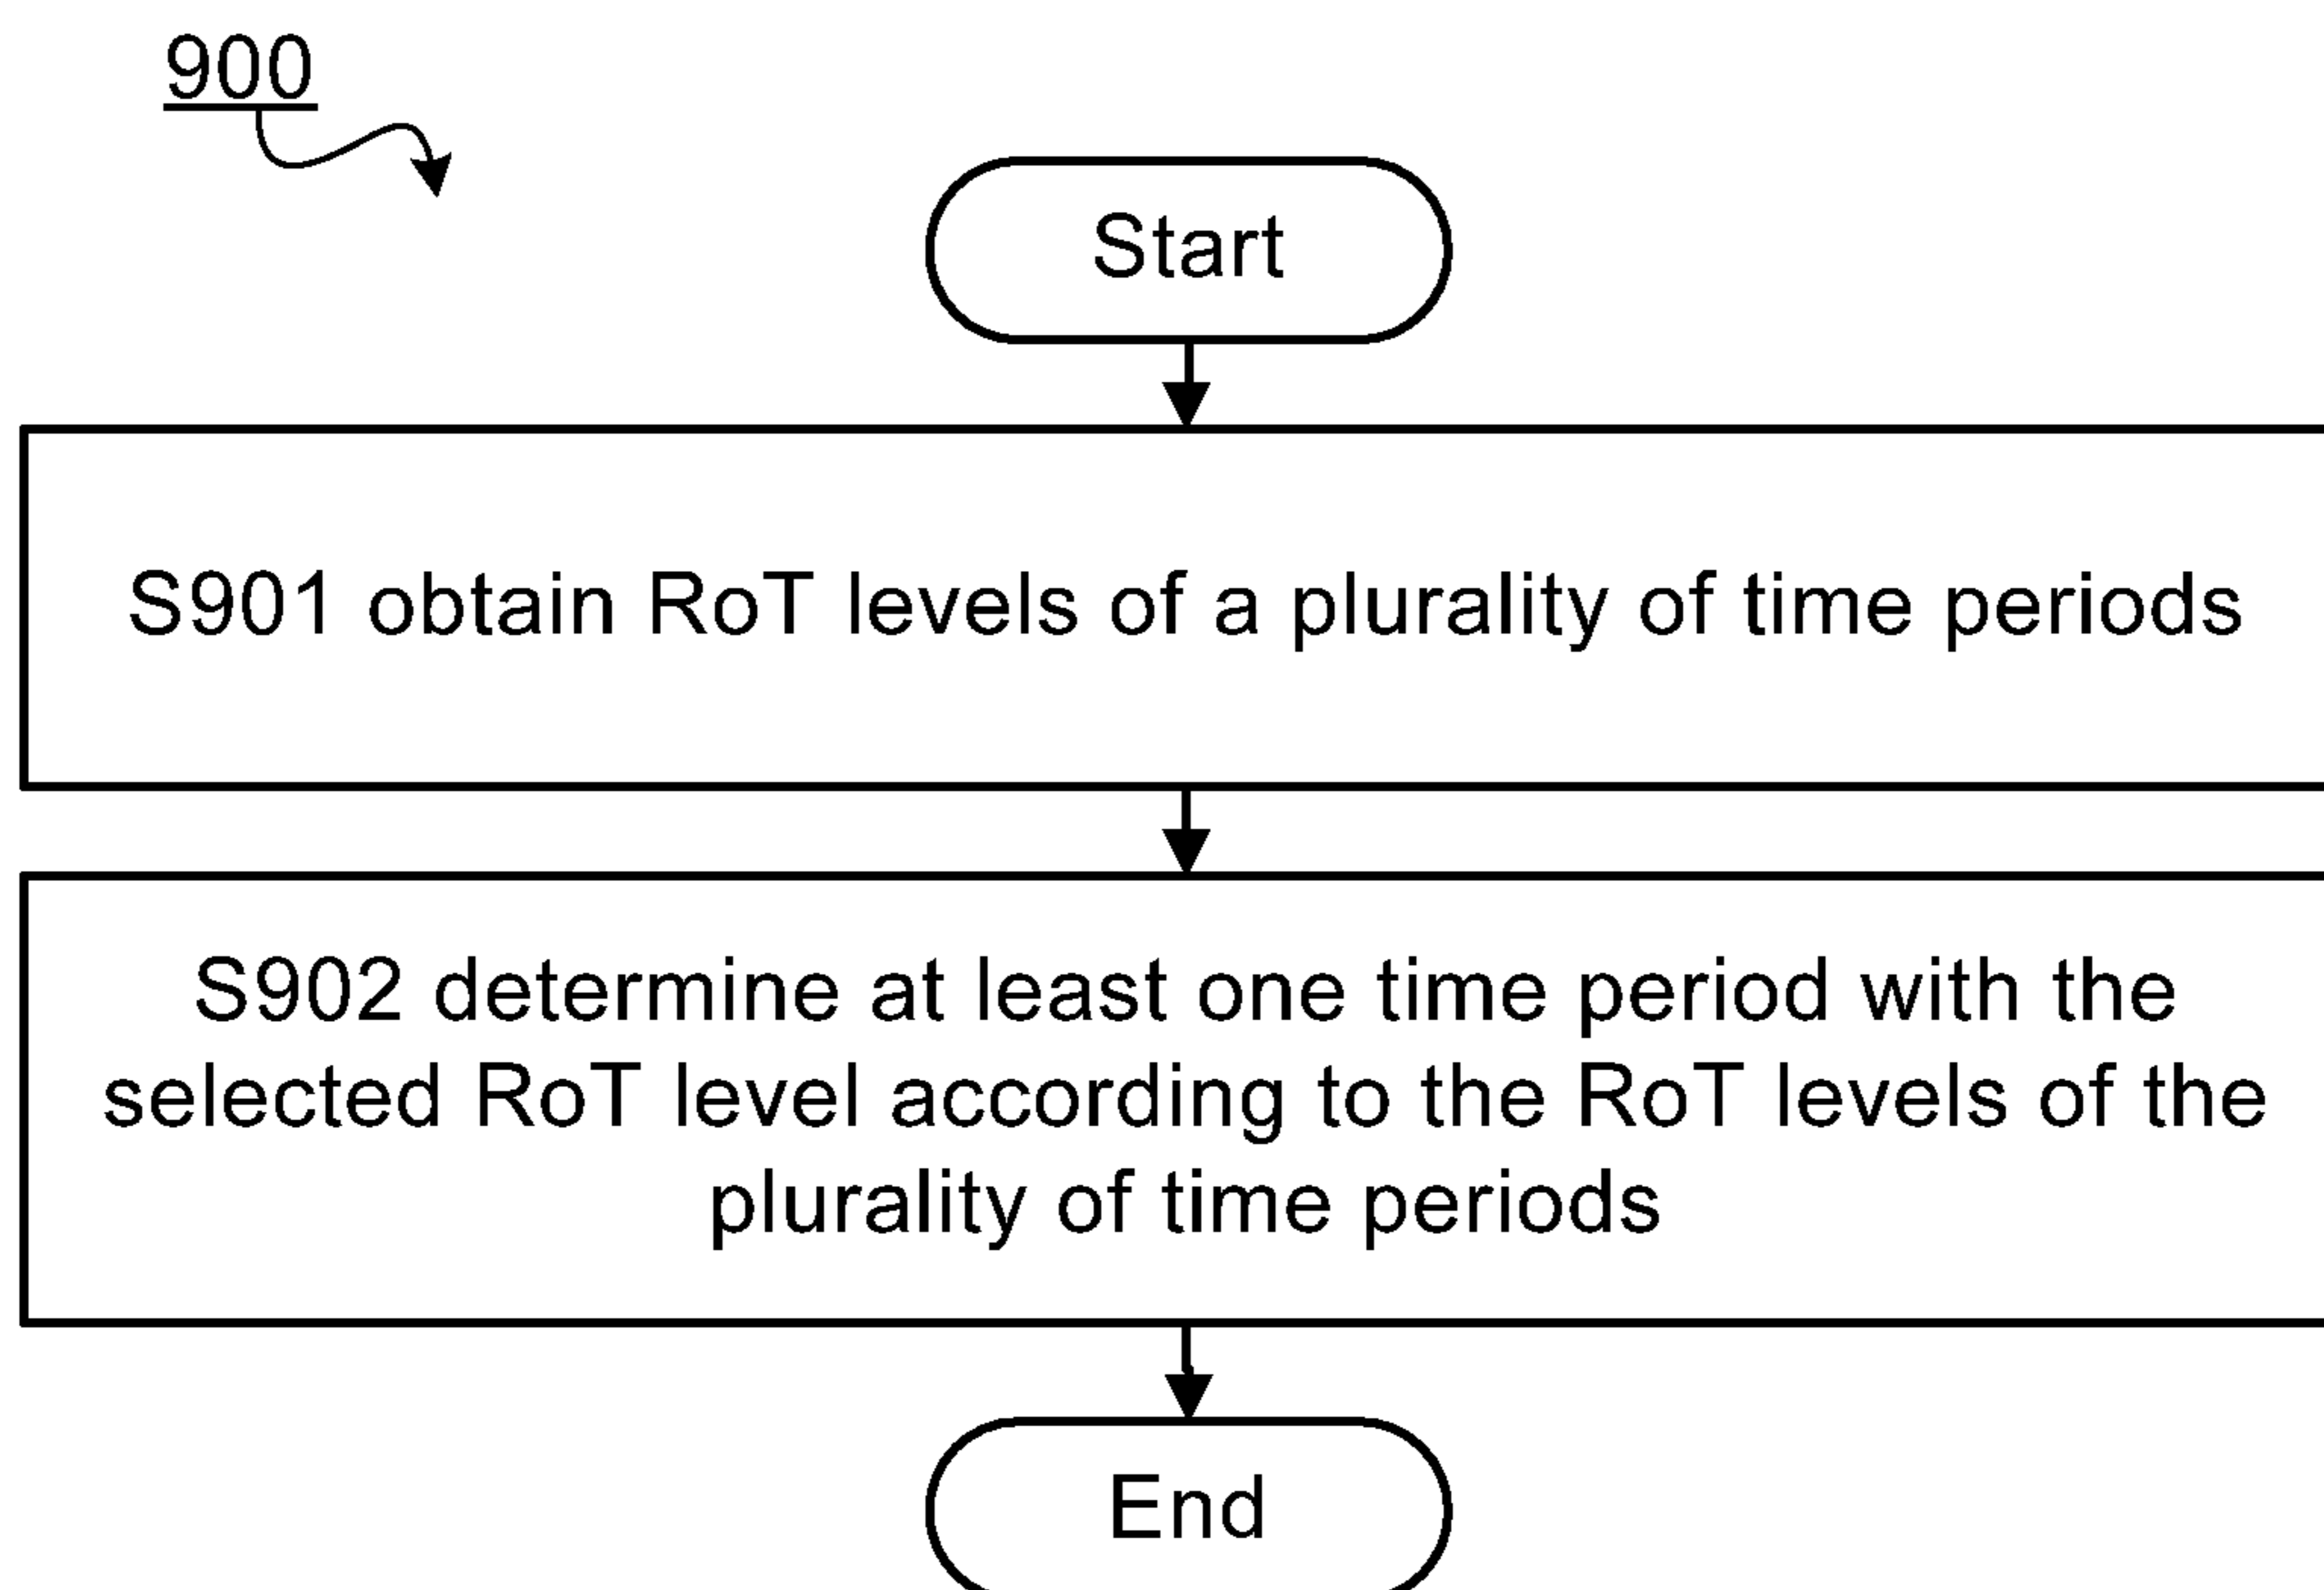 900
Start
S901 obtain RoT levels of a plurality of time periods
S902 determine at least one time period with the
selected RoT level according to the RoT levels of the
plurality of time periods
End